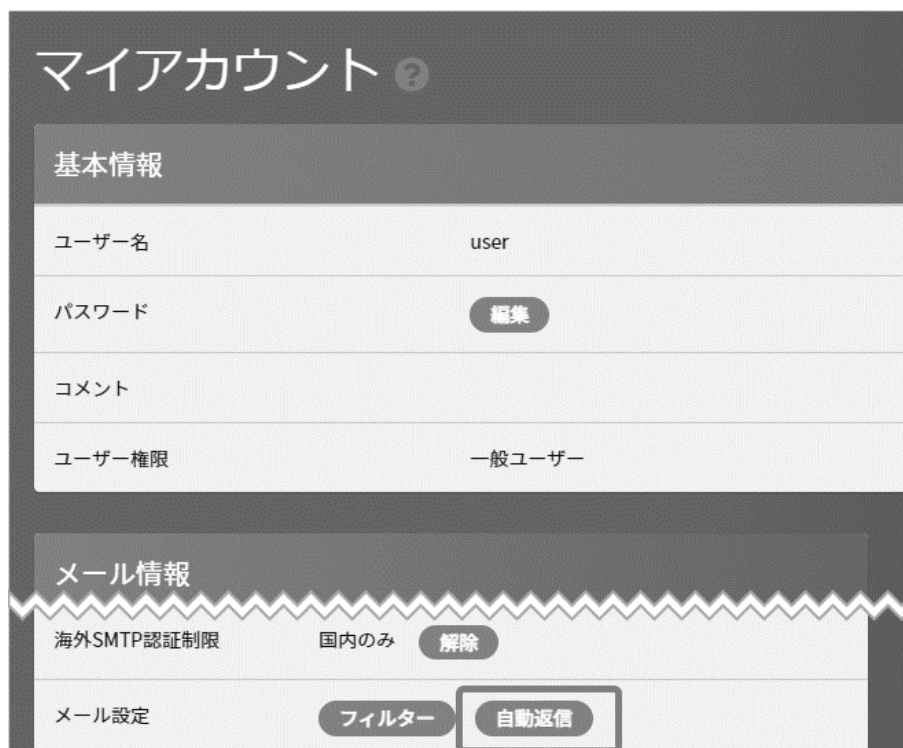 マイアカウント ?
基本情報
ユーザー名 user
パスワード 編集
コメント
ユーザー権限 一般ユーザー
メール情報
海外SMTP認証制限 国内のみ 解除
メール設定 フィルター 自動返信